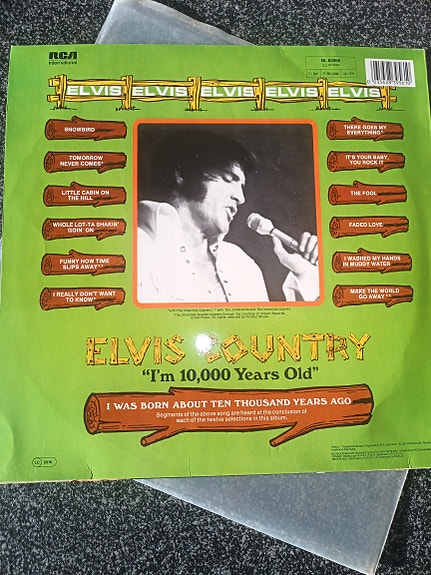 RCA
International
ELVIS ELVIS ELVIS ELVIS ELVIS
SNOWBIRD
TOMORROW
NEVER COMES*
LITTLE CABIN ON
THE HILL
WHOLE LOT-TA SHAKIN'
GOIN' ON
FUNNY HOW TIME
SLIPS AWAY**
I REALLY DON'T WANT
TO KNOW*
THERE GOES MY
EVERYTHING*
IT'S YOUR BABY,
YOU ROCK IT
THE FOOL
FADED LOVE
I WASHED MY HANDS
IN MUDDY WATER
MAKE THE WORLD
GO AWAY**
ELVIS COUNTRY
"I'm 10,000 Years Old"
I WAS BORN ABOUT TEN THOUSAND YEARS AGO
Segments of the above song are heard at the conclusion of
each of the twelve selections in this album.